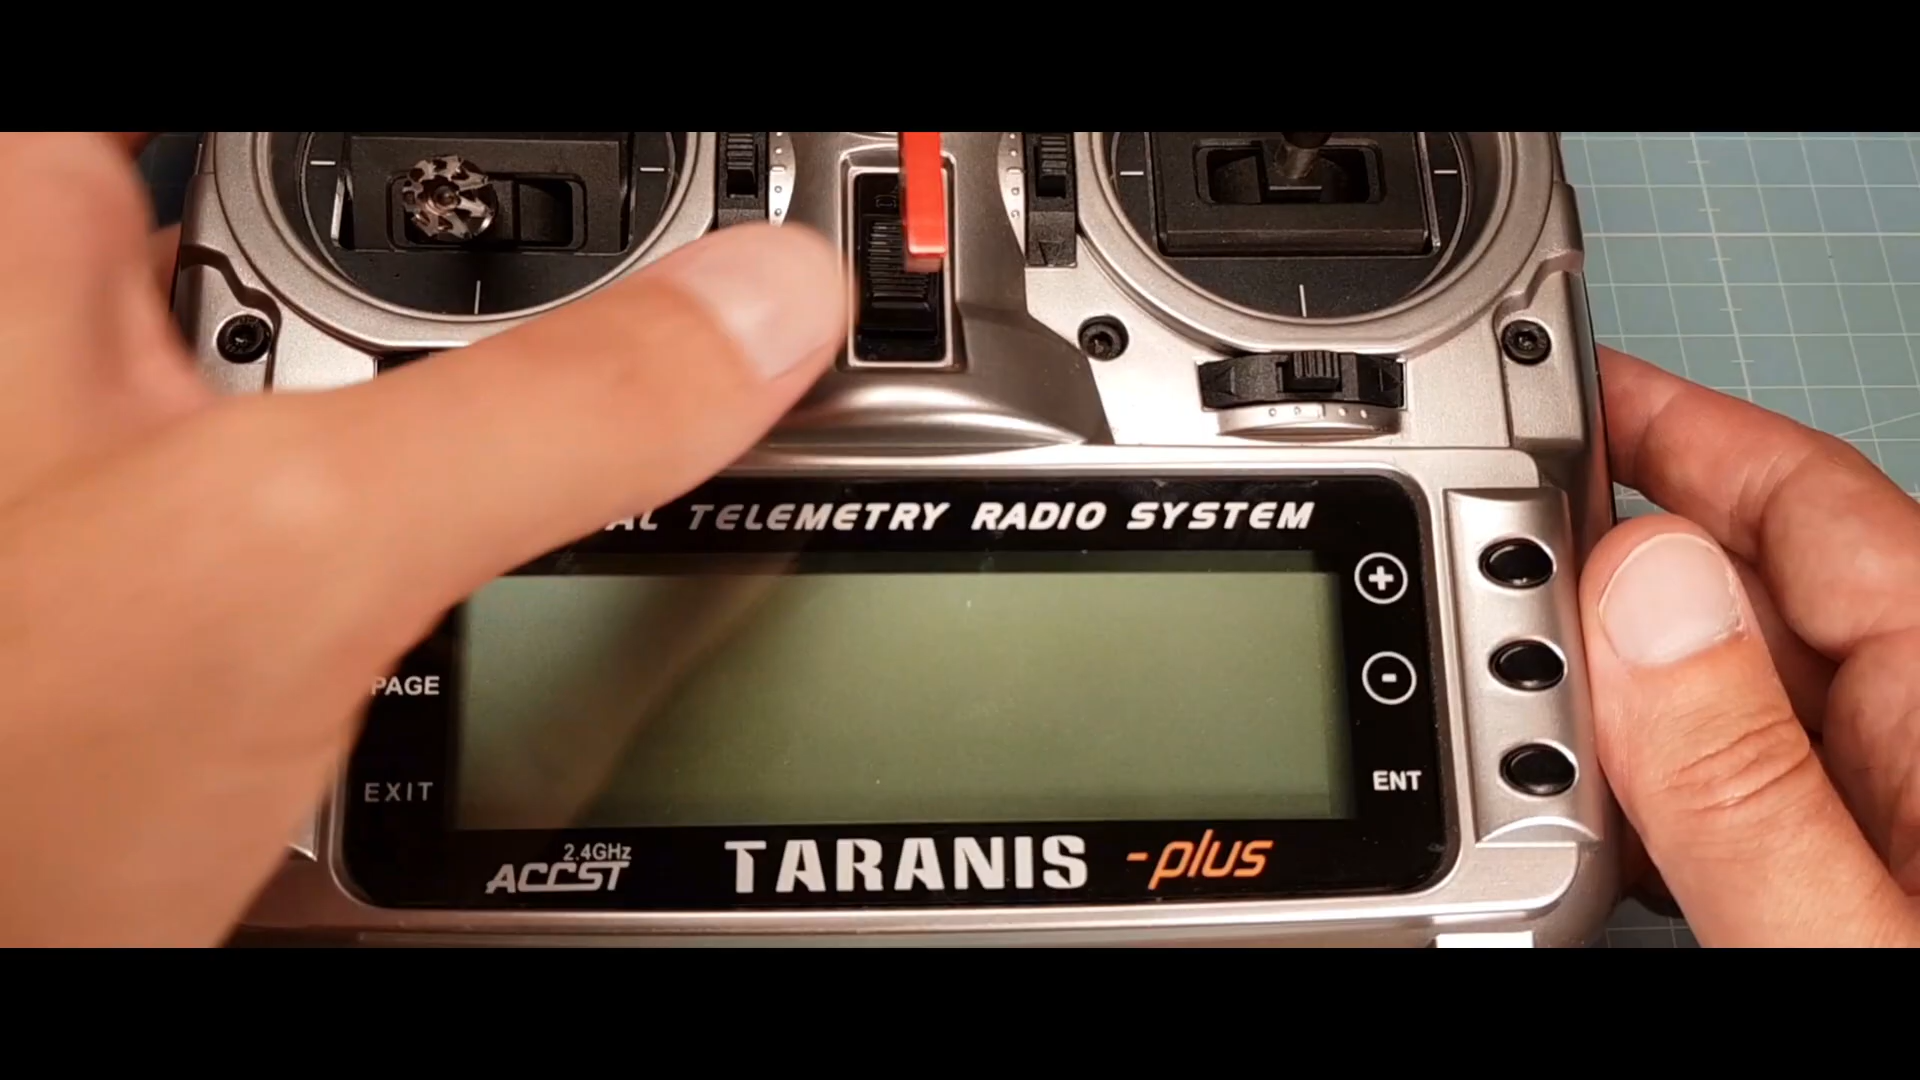 TELEMETRY RADIO SYSTEM
+
PAGE
-
EXIT
ENT
2.4GHz
ACCST
TARANIS -plus